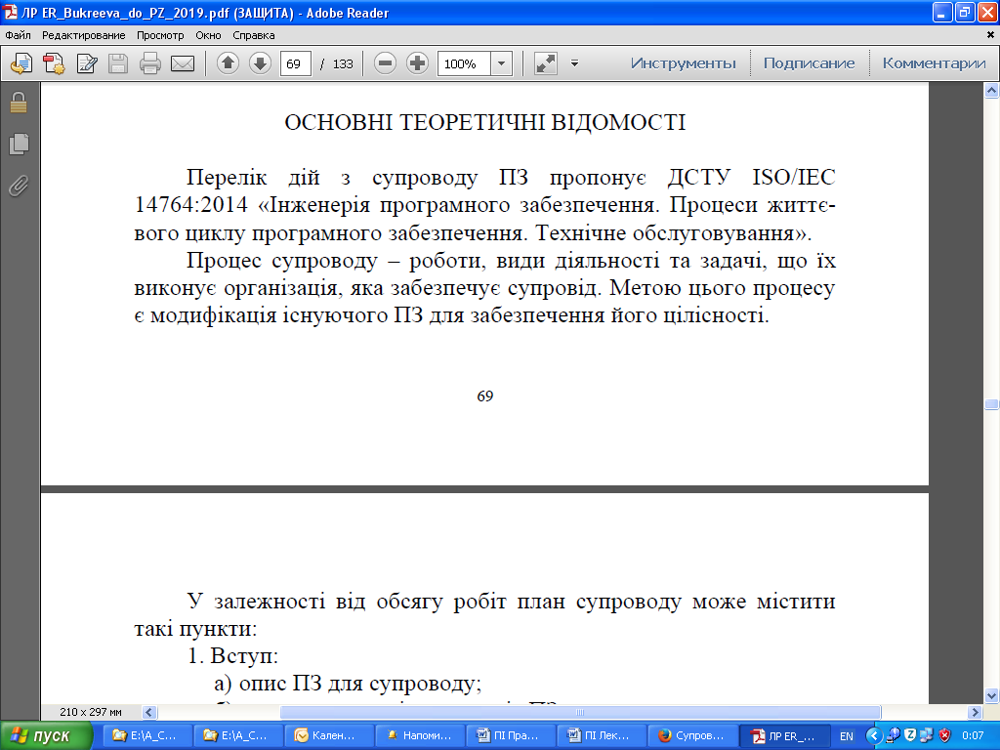 ЛР ER_Bukreeva_do_PZ_2019.pdf (ЗАЩИТА) - Adobe Reader
Файл Редактирование Просмотр Окно Справка
69 / 133 100% Инструменты Подписание Комментарии
ОСНОВНІ ТЕОРЕТИЧНІ ВІДОМОСТІ
Перелік дій з супроводу ПЗ пропонує ДСТУ ISO/IEC
14764:2014 «Інженерія програмного забезпечення. Процеси життє-
вого циклу програмного забезпечення. Технічне обслуговування».
Процес супроводу – роботи, види діяльності та задачі, що їх
виконує організація, яка забезпечує супровід. Метою цього процесу
є модифікація існуючого ПЗ для забезпечення його цілісності.
69
У залежності від обсягу робіт план супроводу може містити
такі пункти:
1. Вступ:
а) опис ПЗ для супроводу;
210 x 297 мм
пуск E:\A_C... E:\A_C... Кален... Напоми... ПІ Пра... ПІ Лек... Супров... ЛР ER_... EN 0:07